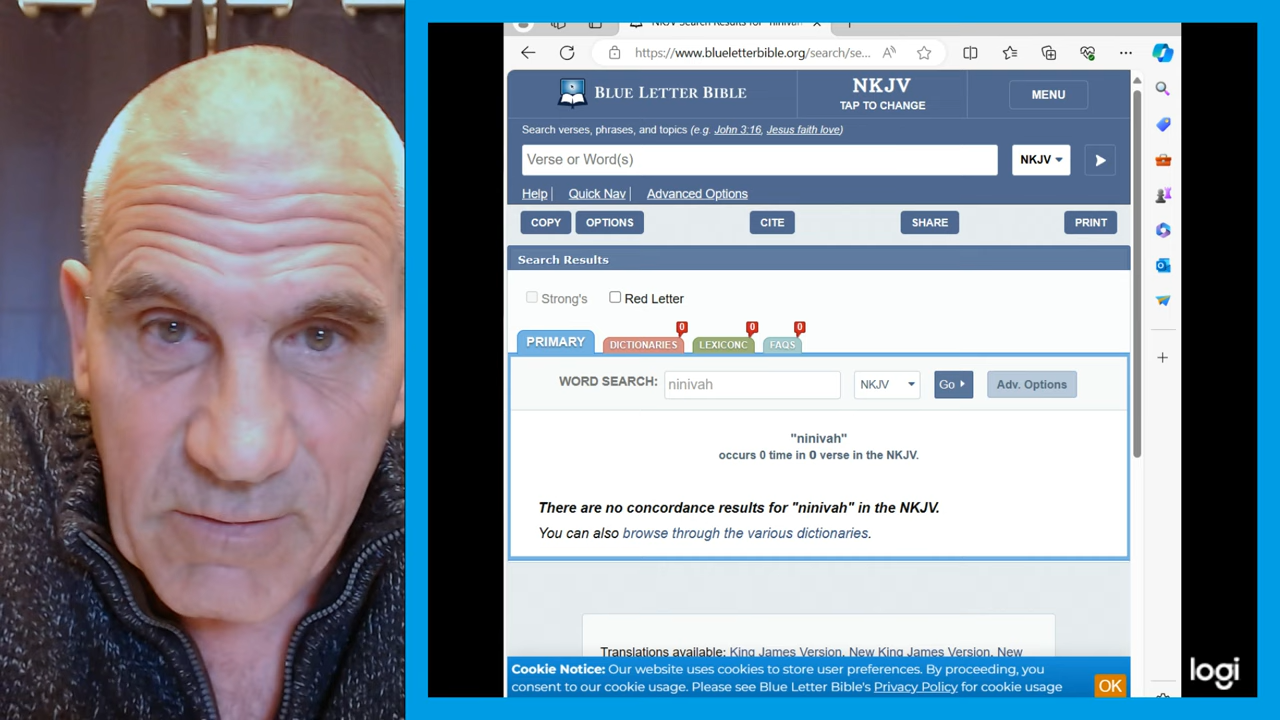 NKJV Search Results for "ninivah"
https://www.blueletterbible.org/search/se...
BLUE LETTER BIBLE
NKJV
TAP TO CHANGE
MENU
Search verses, phrases, and topics (e.g. John 3:16, Jesus faith love)
Verse or Word(s)
NKJV
Help | Quick Nav | Advanced Options
COPY OPTIONS CITE SHARE PRINT
Search Results
Strong's Red Letter
0 0 0
PRIMARY DICTIONARIES LEXICONC FAQS
WORD SEARCH: ninivah NKJV Go Adv. Options
"ninivah"
occurs 0 time in 0 verse in the NKJV.
There are no concordance results for "ninivah" in the NKJV.
You can also browse through the various dictionaries.
Translations available: King James Version, New King James Version, New
Cookie Notice: Our website uses cookies to store user preferences. By proceeding, you
consent to our cookie usage. Please see Blue Letter Bible's Privacy Policy for cookie usage
OK
logi